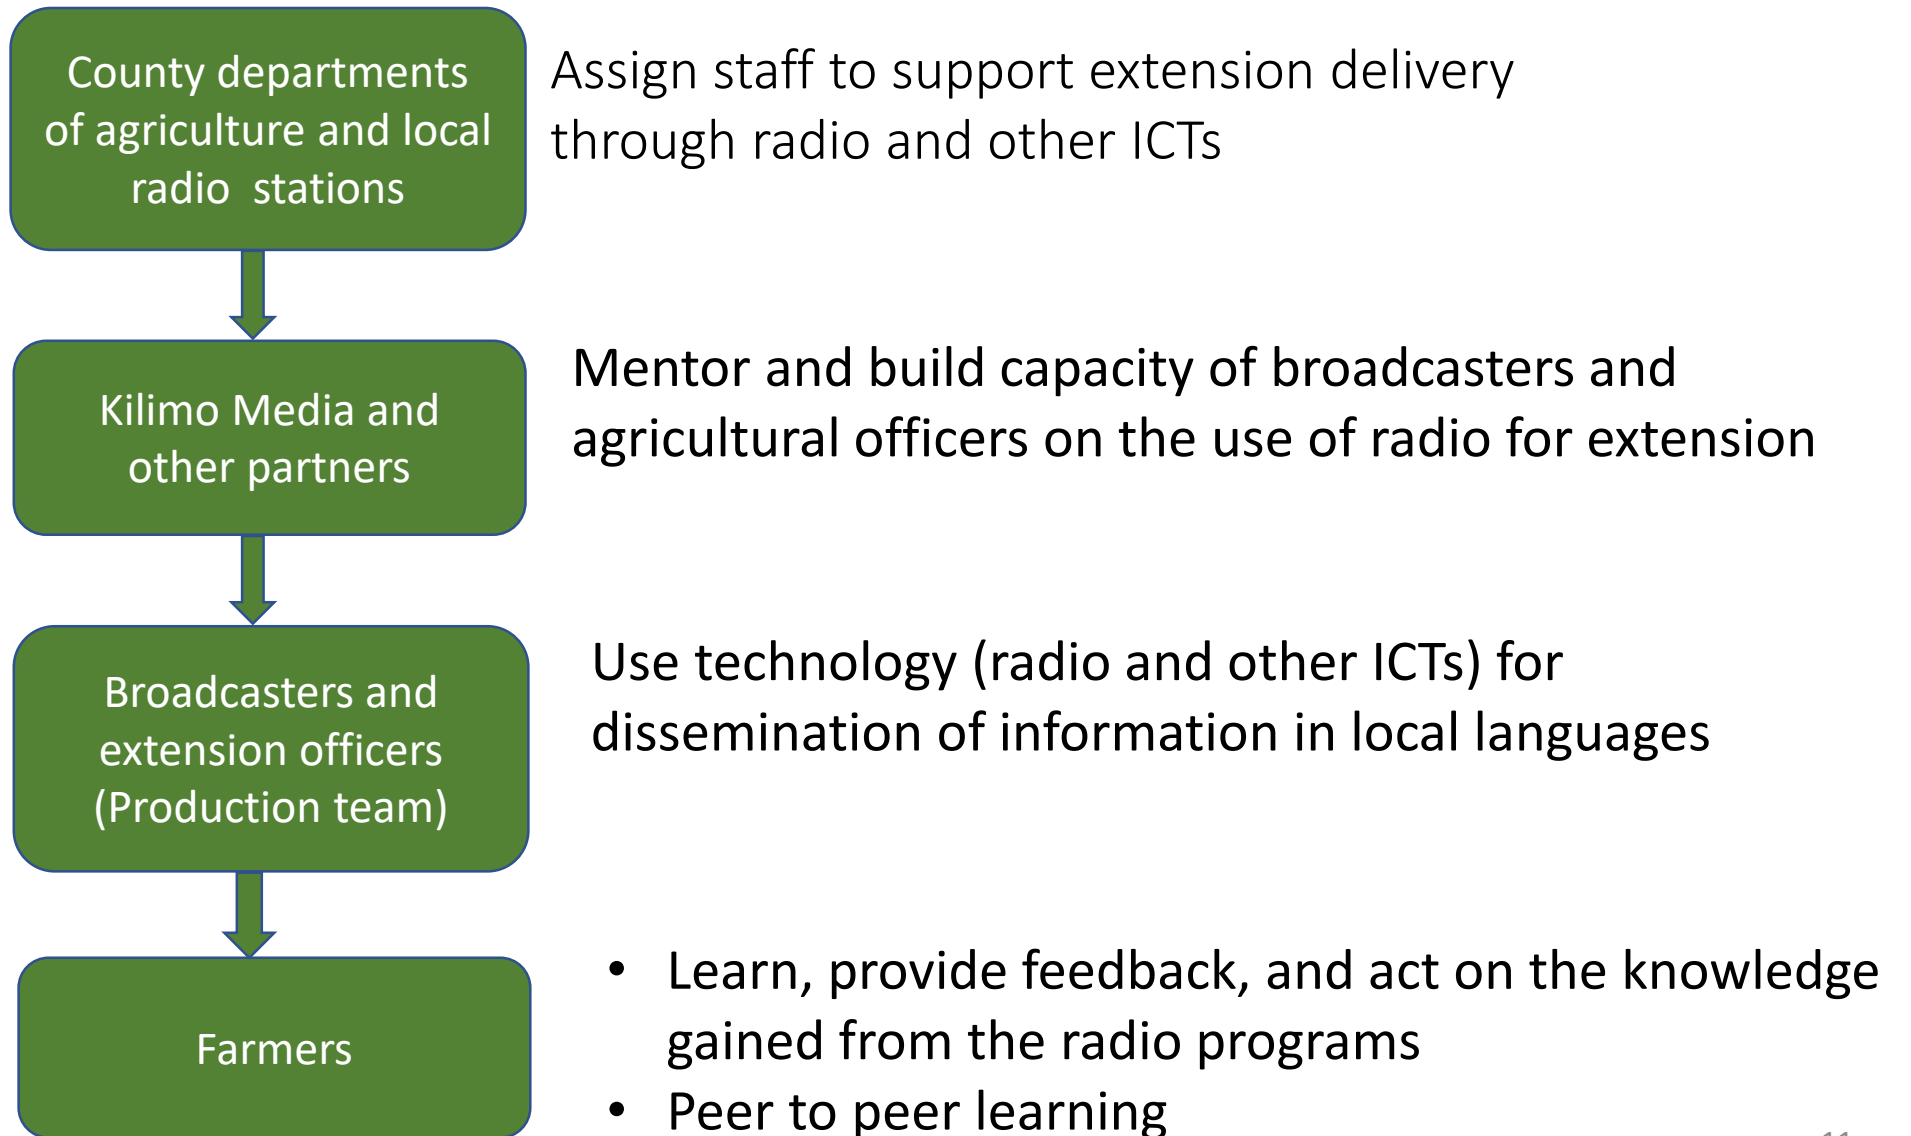 County departments
of agriculture and local
radio  stations
Assign staff to support extension delivery
through radio and other ICTs
Kilimo Media and
other partners
Mentor and build capacity of broadcasters and
agricultural officers on the use of radio for extension
Broadcasters and
extension officers
(Production team)
Use technology (radio and other ICTs) for
dissemination of information in local languages
Farmers
• Learn, provide feedback, and act on the knowledge
gained from the radio programs
• Peer to peer learning